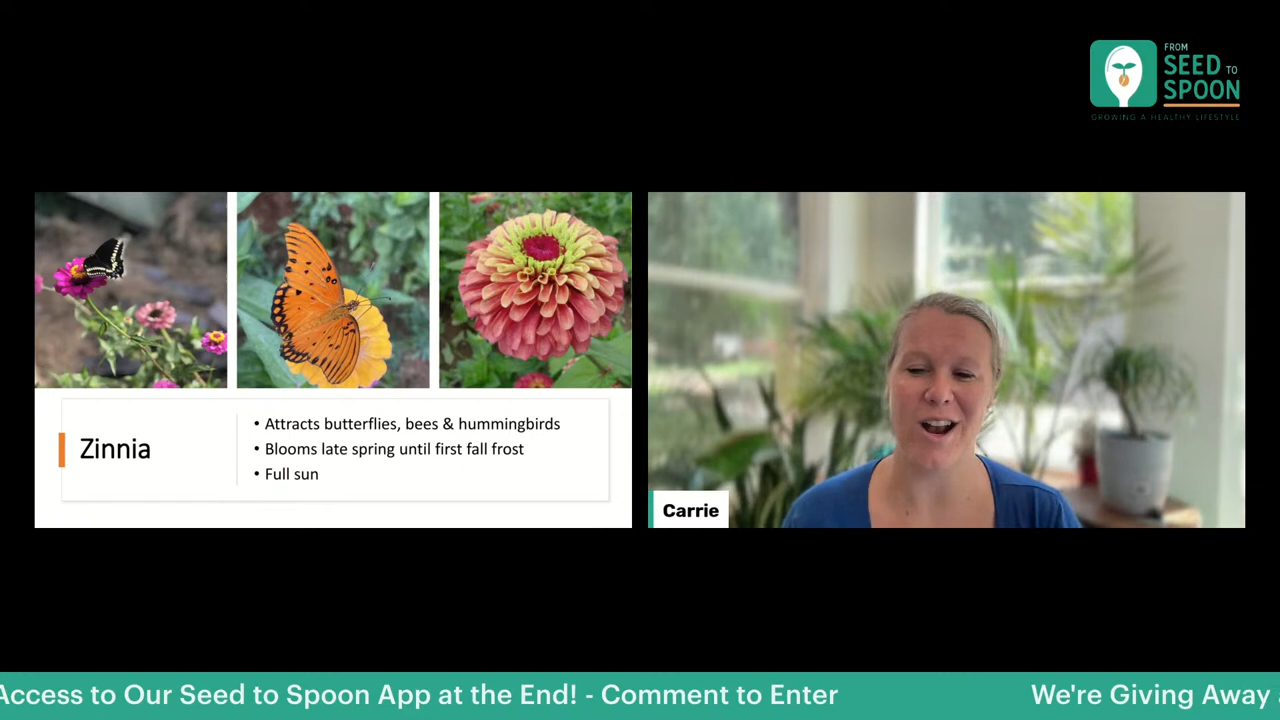 FROM
SEED TO
SPOON
GROWING A HEALTHY LIFESTYLE
Zinnia
• Attracts butterflies, bees & hummingbirds
• Blooms late spring until first fall frost
• Full sun
Carrie
Access to Our Seed to Spoon App at the End! - Comment to Enter
We're Giving Away